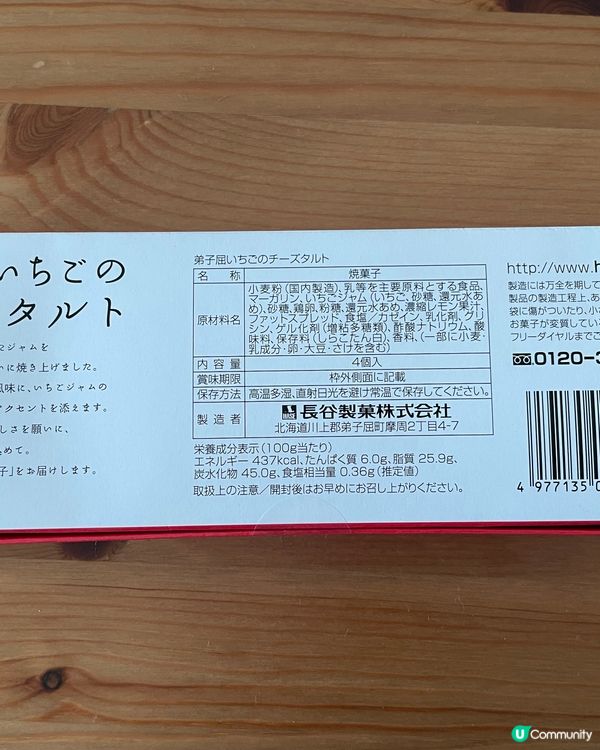 いちごの
タルト
ジャムを
いに焼き上げました。
風味に、いちごジャムの
アクセントを添えます。
しさを願いに、
めて。
子」をお届けします。
弟子屈いちごのチーズタルト
名 称 焼菓子
原材料名 小麦粉(国内製造)、乳等を主要原料とする食品、
マーガリン、いちごジャム(いちご、砂糖、還元水あ
め)、砂糖、鶏卵、粉糖、還元水あめ、濃縮レモン果汁、
ファットスプレッド、食塩／カゼイン、乳化剤、グリ
シン、ゲル化剤(増粘多糖類)、酢酸ナトリウム、酸
味料、保存料(しらこたん白)、香料、(一部に小麦・
乳成分・卵・大豆・さけを含む)
内容量 4個入
賞味期限 枠外側面に記載
保存方法 高温多湿、直射日光を避け常温で保存してください。
製造者 長谷製菓株式会社
北海道川上郡弟子屈町摩周2丁目4-7
栄養成分表示(100g当たり)
エネルギー 437kcal、たんぱく質 6.0g、脂質 25.9g、
炭水化物 45.0g、食塩相当量 0.36g(推定値)
取扱上の注意／開封後はお早めにお召し上がりください。
http://www.h
製造には万全を期して
製品の製造工程上、あ
袋に傷がついたり、小
お菓子が変質してい
フリーダイヤルまでご
0120-3
4 977135 0
U Community